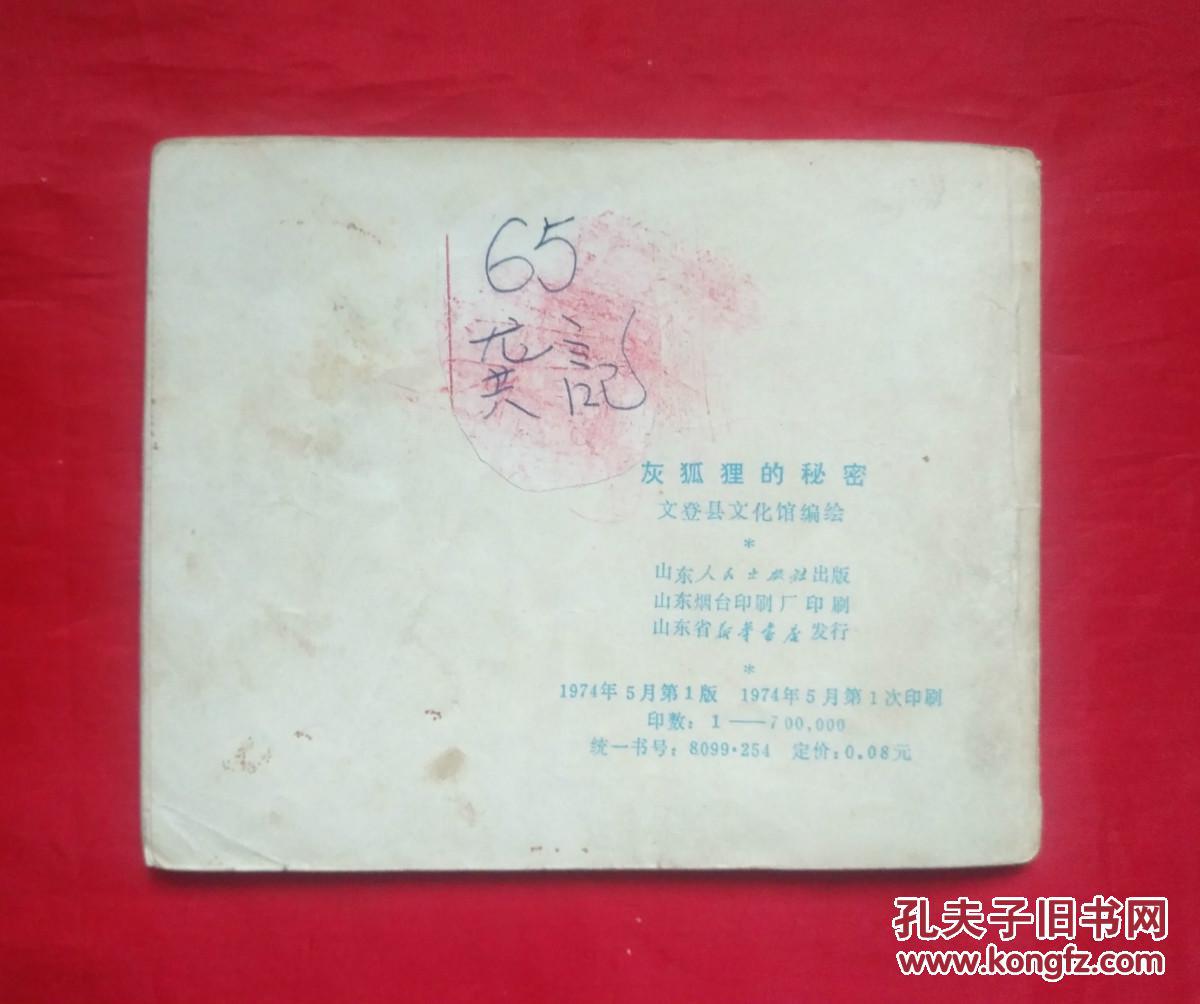 65
龚記
灰狐狸的秘密
文登县文化馆编绘
*
山东人民出版社出版
山东烟台印刷厂印刷
山东省新华书店发行
*
1974年5月第1版 1974年5月第1次印刷
印数：1——700,000
统一书号：8099·254 定价：0.08元
孔夫子旧书网
www.kongfz.com